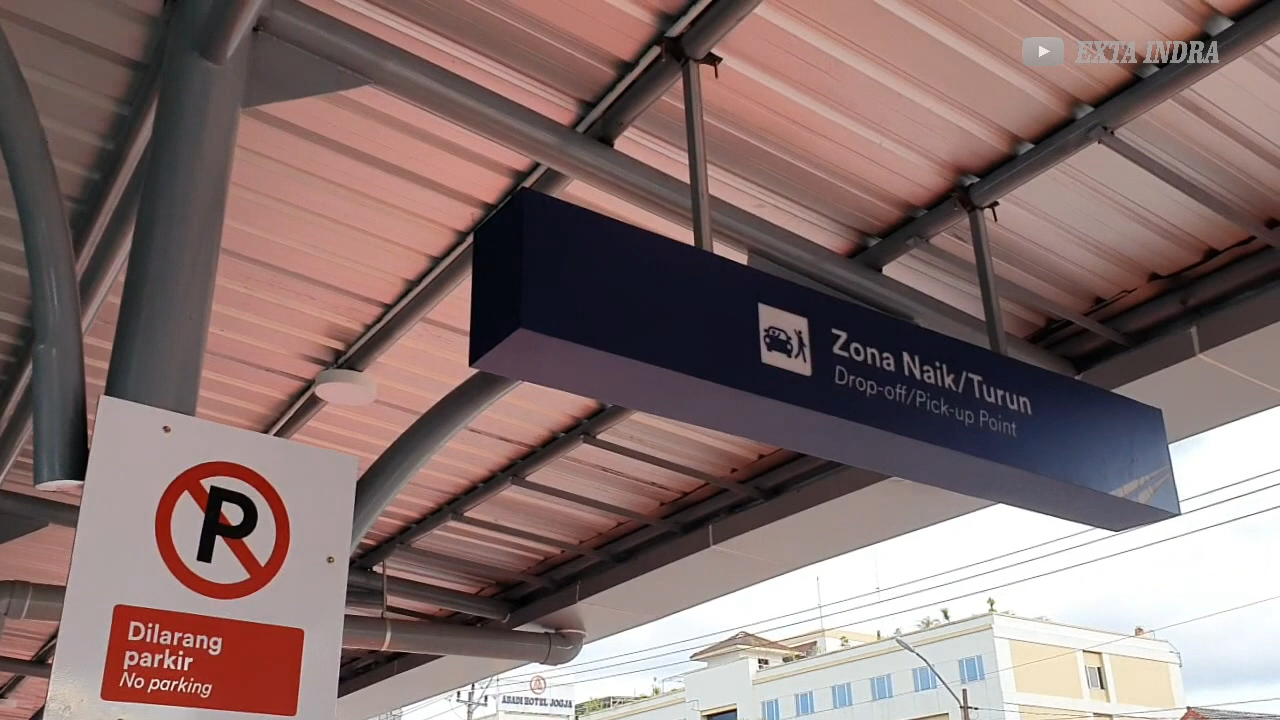 EXTA INDRA
Zona Naik/Turun
Drop-off/Pick-up Point
P
Dilarang
parkir
No parking
ABADI HOTEL JOGJA